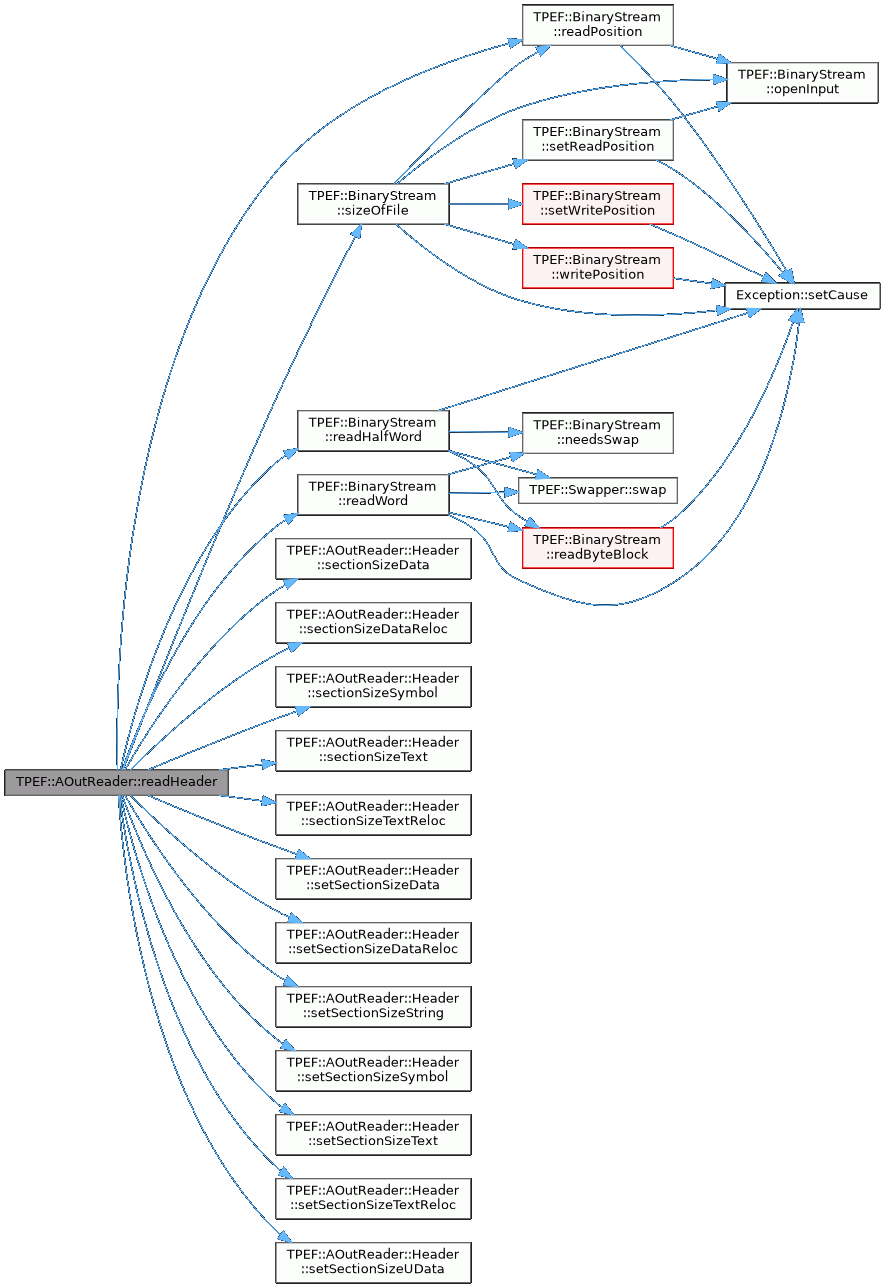 TPEF::BinaryStream
::readPosition
TPEF::BinaryStream
::openInput
TPEF::BinaryStream
::setReadPosition
TPEF::BinaryStream
::sizeOfFile
TPEF::BinaryStream
::setWritePosition
TPEF::BinaryStream
::writePosition
Exception::setCause
TPEF::BinaryStream
::readHalfWord
TPEF::BinaryStream
::needsSwap
TPEF::BinaryStream
::readWord
TPEF::Swapper::swap
TPEF::BinaryStream
::readByteBlock
TPEF::AOutReader::Header
::sectionSizeData
TPEF::AOutReader::Header
::sectionSizeDataReloc
TPEF::AOutReader::Header
::sectionSizeSymbol
TPEF::AOutReader::Header
::sectionSizeText
TPEF::AOutReader::readHeader
TPEF::AOutReader::Header
::sectionSizeTextReloc
TPEF::AOutReader::Header
::setSectionSizeData
TPEF::AOutReader::Header
::setSectionSizeDataReloc
TPEF::AOutReader::Header
::setSectionSizeString
TPEF::AOutReader::Header
::setSectionSizeSymbol
TPEF::AOutReader::Header
::setSectionSizeText
TPEF::AOutReader::Header
::setSectionSizeTextReloc
TPEF::AOutReader::Header
::setSectionSizeUData